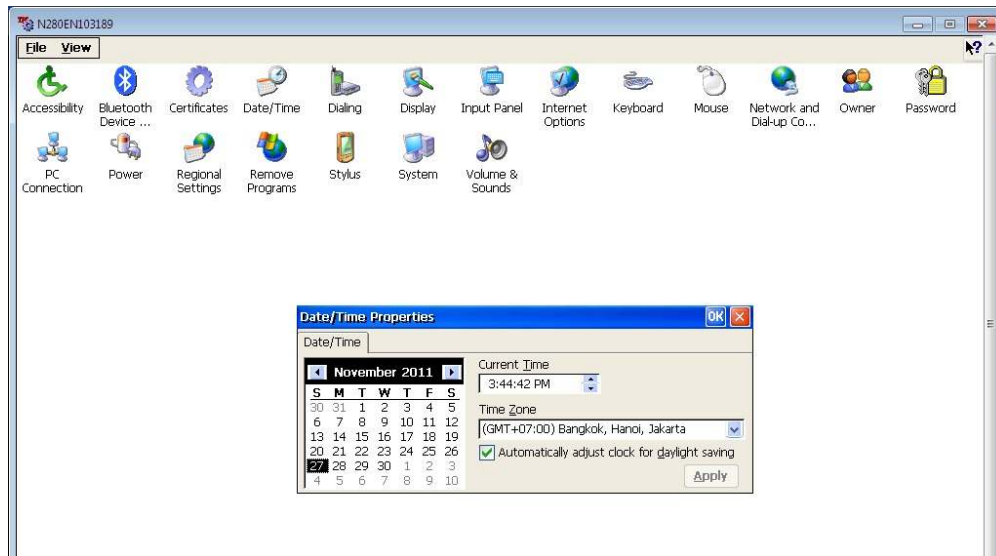 N280EN103189
File View
?
Accessibility Bluetooth Device ... Certificates Date/Time Dialing Display Input Panel Internet Options Keyboard Mouse Network and Dial-up Co... Owner Password
PC Connection Power Regional Settings Remove Programs Stylus System Volume & Sounds
Date/Time Properties OK
Date/Time
November 2011
S M T W T F S
30 31 1 2 3 4 5
6 7 8 9 10 11 12
13 14 15 16 17 18 19
20 21 22 23 24 25 26
27 28 29 30 1 2 3
4 5 6 7 8 9 10
Current Time
3:44:42 PM
Time Zone
(GMT+07:00) Bangkok, Hanoi, Jakarta
Automatically adjust clock for daylight saving
Apply